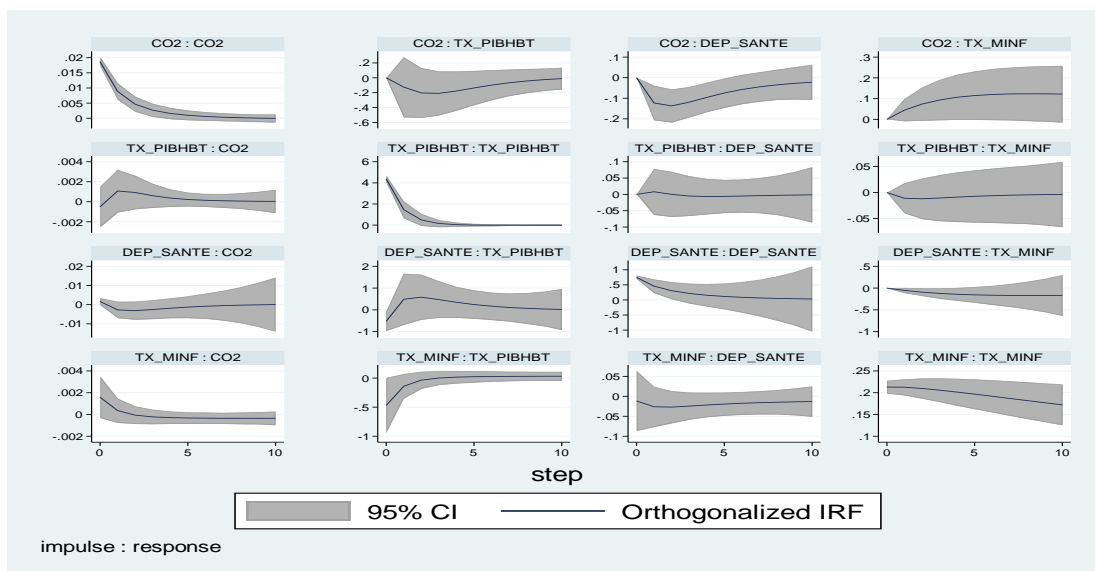 CO2 : CO2
CO2 : TX_PIBHBT
CO2 : DEP_SANTE
CO2 : TX_MINF
.02
.015
.01
.005
0
.2
0
-.2
-.4
-.6
.1
0
-.1
-.2
.3
.2
.1
0
TX_PIBHBT : CO2
TX_PIBHBT : TX_PIBHBT
TX_PIBHBT : DEP_SANTE
TX_PIBHBT : TX_MINF
.004
.002
0
-.002
6
4
2
0
.1
.05
0
-.05
-.1
.05
0
-.05
DEP_SANTE : CO2
DEP_SANTE : TX_PIBHBT
DEP_SANTE : DEP_SANTE
DEP_SANTE : TX_MINF
.02
.01
0
-.01
2
1
0
-1
1
.5
0
-.5
-1
.5
0
-.5
-1
TX_MINF : CO2
TX_MINF : TX_PIBHBT
TX_MINF : DEP_SANTE
TX_MINF : TX_MINF
.004
.002
0
-.002
0
-.5
-1
.05
0
-.05
-.1
.25
.2
.15
.1
0 5 10
0 5 10
0 5 10
0 5 10
step
95% CI
Orthogonalized IRF
impulse : response